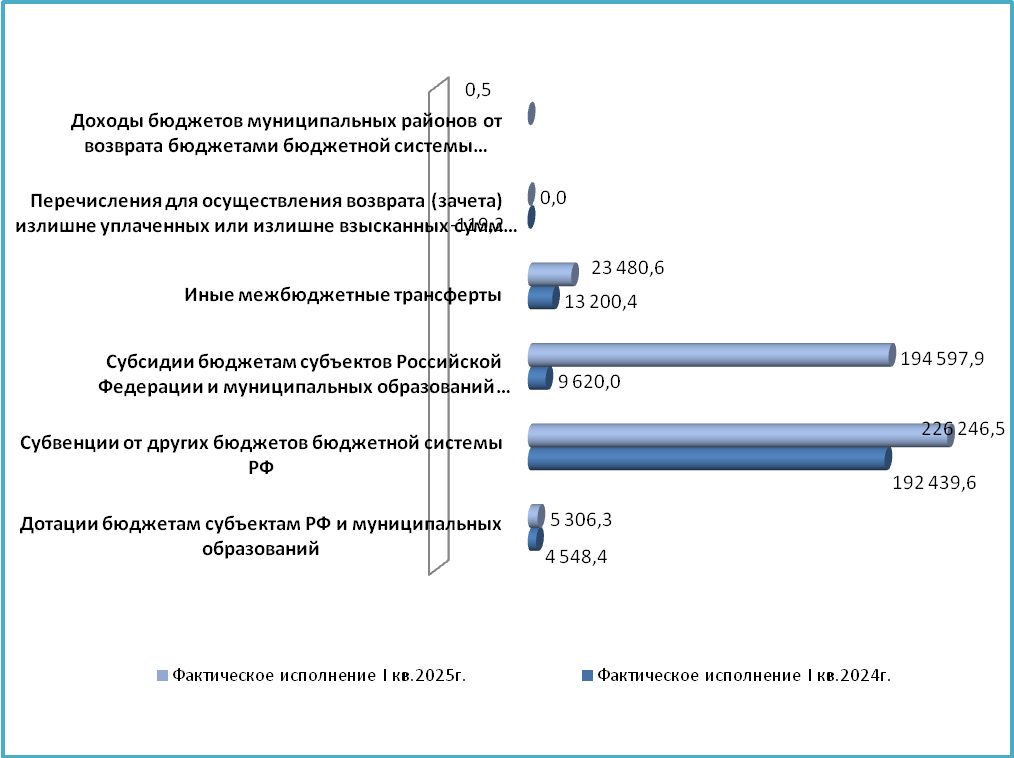 0,5
Доходы бюджетов муниципальных районов от
возврата бюджетами бюджетной системы...
Перечисления для осуществления возврата (зачета)
0,0
излишне уплаченных или излишне взысканных сумм...
-119,2
Иные межбюджетные трансферты
23 480,6
13 200,4
Субсидии бюджетам субъектов Российской
Федерации и муниципальных образований...
194 597,9
9 620,0
Субвенции от других бюджетов бюджетной системы
РФ
226 246,5
192 439,6
Дотации бюджетам субъектам РФ и муниципальных
образований
5 306,3
4 548,4
Фактическое исполнение I кв.2025г.
Фактическое исполнение I кв.2024г.